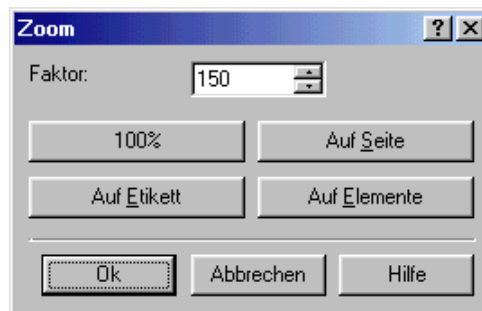 Zoom
Faktor: 150
100% Auf Seite
Auf Etikett Auf Elemente
Ok Abbrechen Hilfe